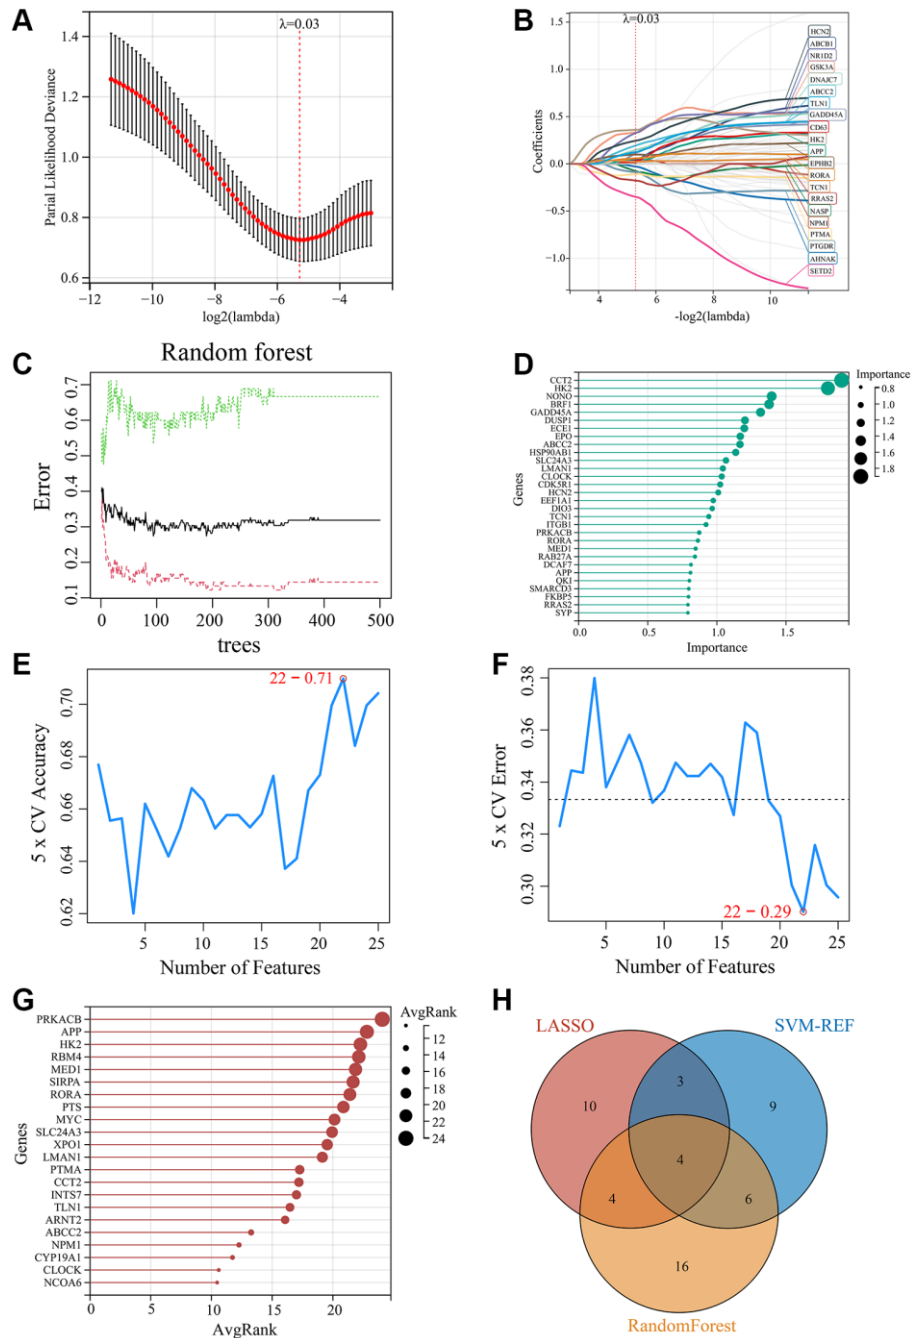 A
λ=0.03
Parial Likelihood Deviance
1.4
1.2
1.0
0.8
0.6
−12
−10
−8
−6
−4
log2(lambda)
B
λ=0.03
Coefficients
1.5
1.0
0.5
0.0
−0.5
−1.0
4
6
8
10
-log2(lambda)
HCN2
ABCB1
NR1D2
GSK3A
DNAJC7
ABCC2
TLN1
GADD45A
CD63
HK2
APP
EPHB2
RORA
TCN1
RRAS2
NASP
NPM1
PTMA
PTGDR
AHNAK
SETD2
C
Random forest
Error
0.7
0.6
0.5
0.4
0.3
0.2
0.1
0
100
200
300
400
500
trees
D
Genes
CCT2
HK2
NONO
BRF1
GADD45A
DUSP1
ECE1
EPO
ABCC2
HSP90AB1
SLC24A3
LMAN1
CLOCK
CDK5R1
HCN2
EEF1A1
DIO3
TCN1
ITGB1
PRKACB
RORA
MED1
RAB27A
DCAF7
APP
QKI
SMARCD3
FKBP5
RRAS2
SYP
0.0
0.5
1.0
1.5
Importance
Importance
0.8
1.0
1.2
1.4
1.6
1.8
E
5 x CV Accuracy
0.70
0.68
0.66
0.64
0.62
22 − 0.71
5
10
15
20
25
Number of Features
F
5 x CV Error
0.38
0.36
0.34
0.32
0.30
22 − 0.29
5
10
15
20
25
Number of Features
G
Genes
PRKACB
APP
HK2
RBM4
MED1
SIRPA
RORA
PTS
MYC
SLC24A3
XPO1
LMAN1
PTMA
CCT2
INTS7
TLN1
ARNT2
ABCC2
NPM1
CYP19A1
CLOCK
NCOA6
0
5
10
15
20
AvgRank
AvgRank
12
14
16
18
20
22
24
H
LASSO
SVM-REF
10
3
9
4
4
6
16
RandomForest